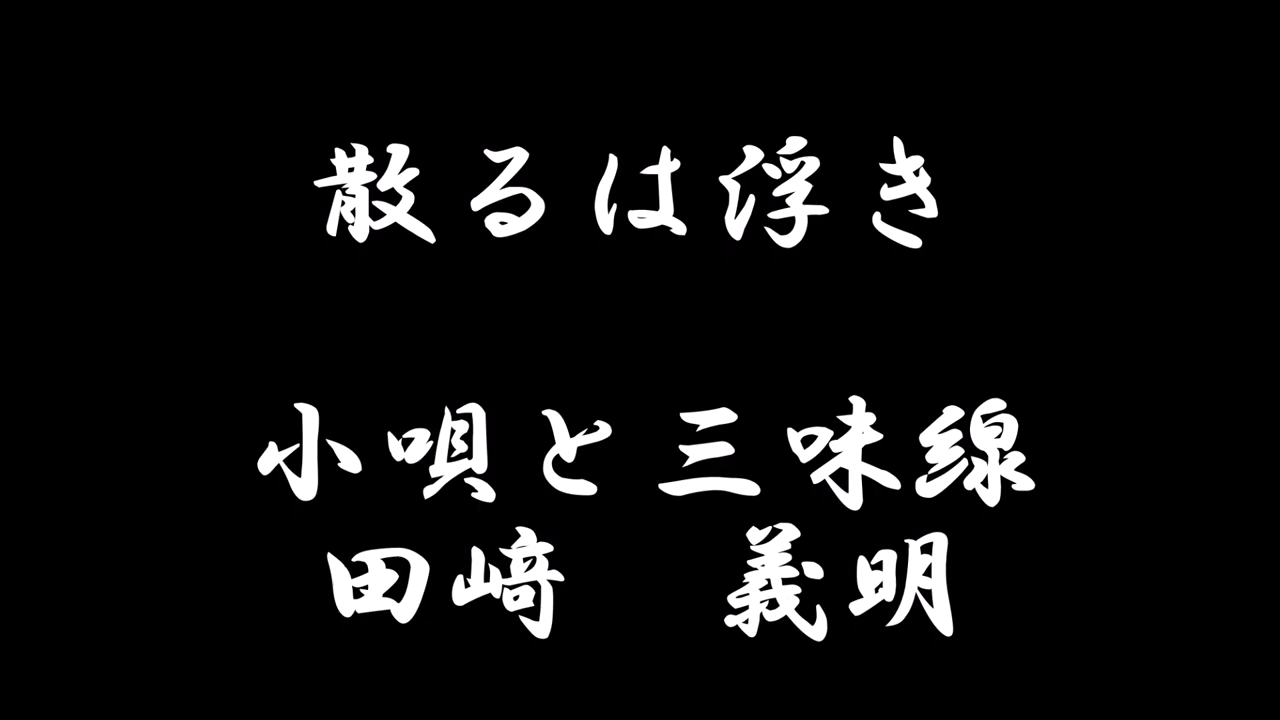 散るは浮き
小唄と三味線
田﨑　義明